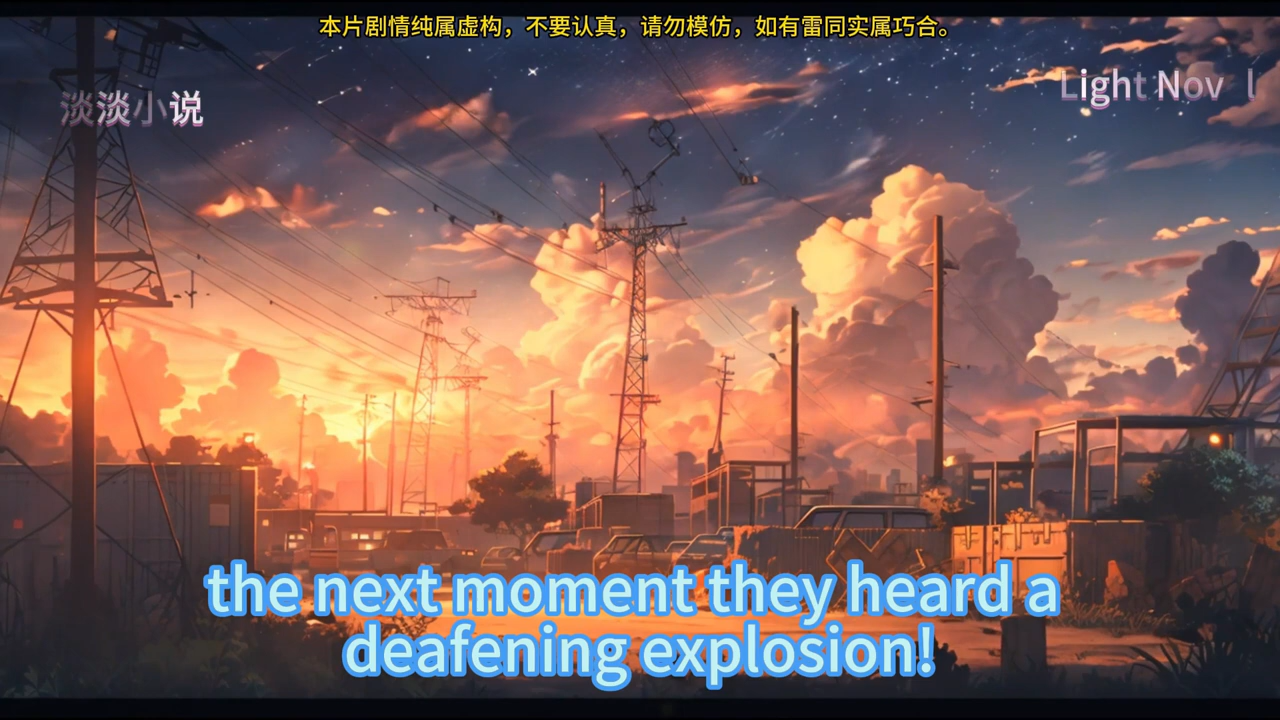 本片剧情纯属虚构，不要认真，请勿模仿，如有雷同实属巧合。
淡淡小说
Light Nov l
the next moment they heard a
deafening explosion!